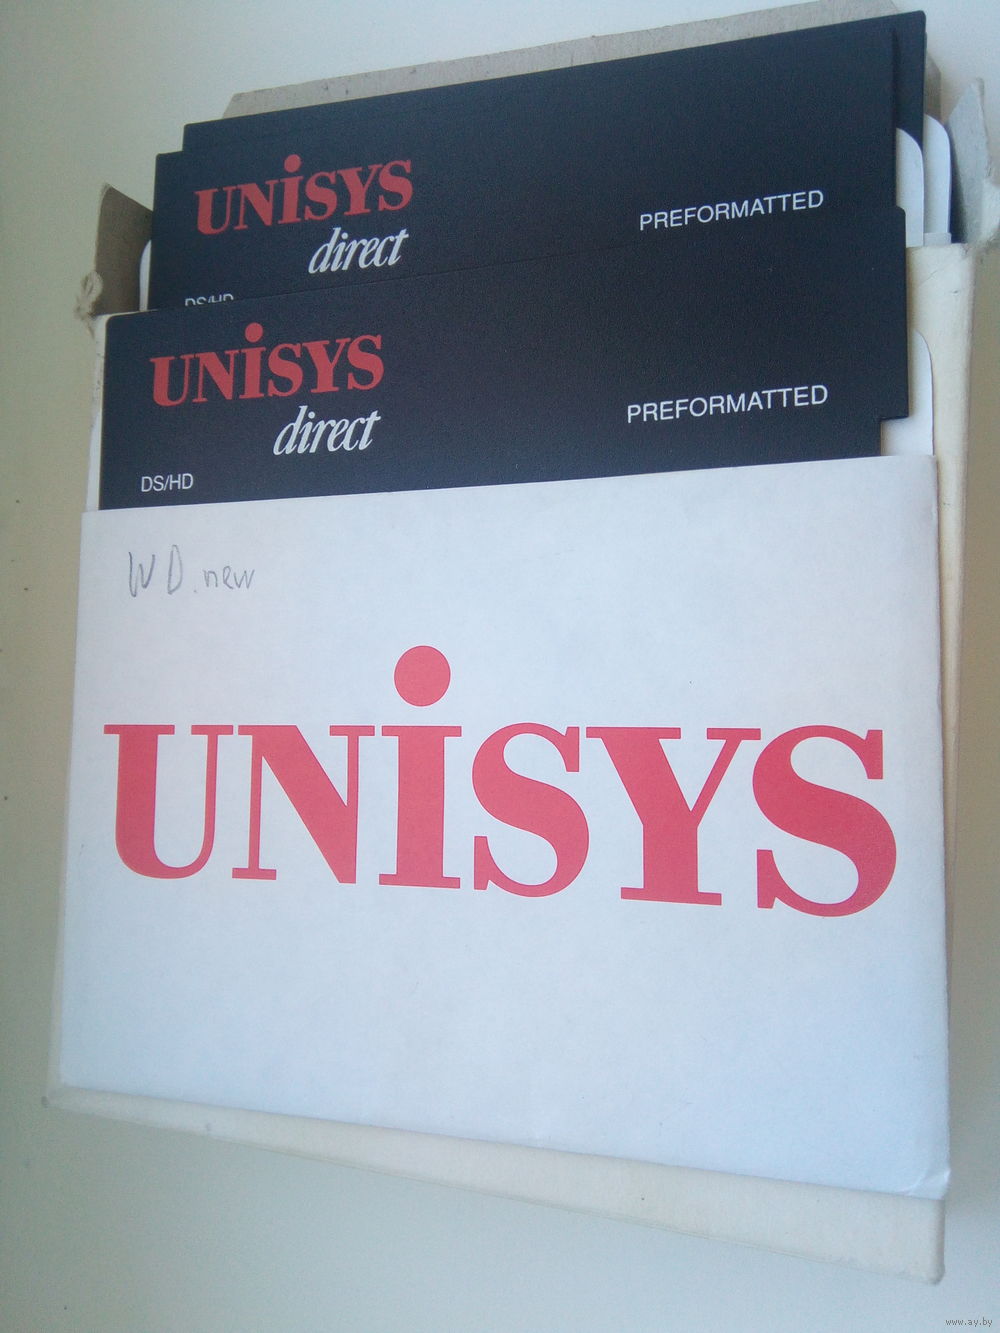 UNiSYS
direct
PREFORMATTED
DS/HD
UNiSYS
direct
PREFORMATTED
DS/HD
WD.new
UNiSYS
www.ay.by